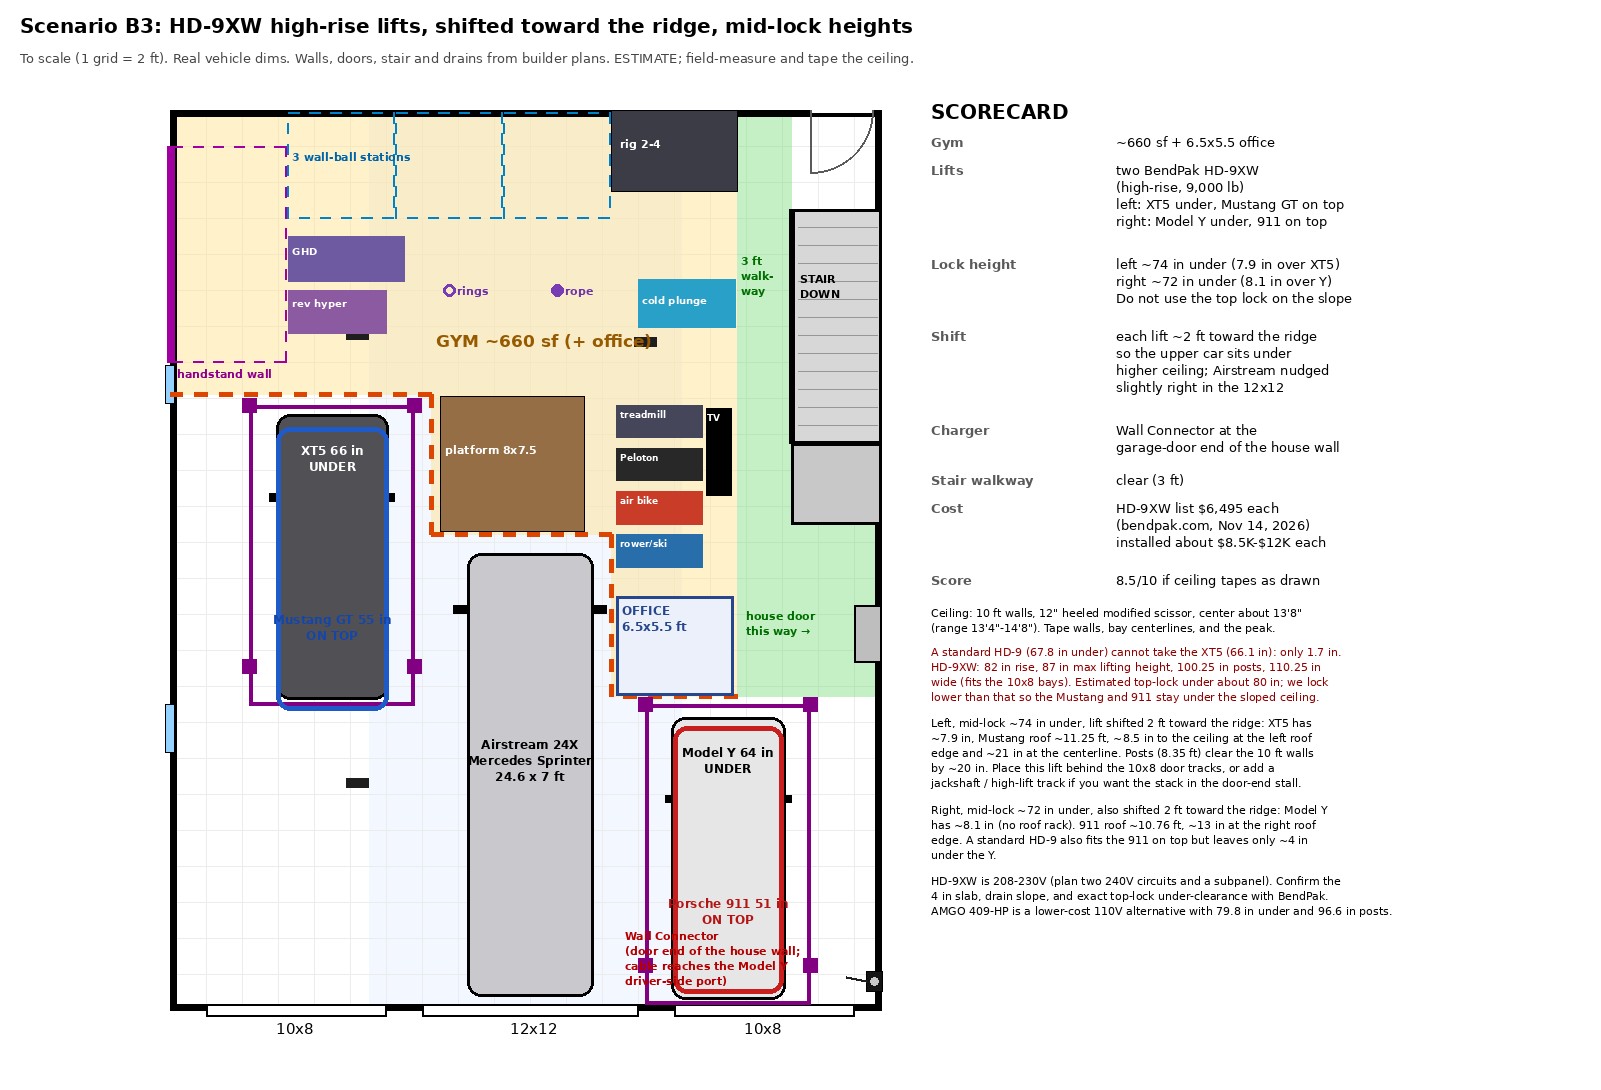 Scenario B3: HD-9XW high-rise lifts, shifted toward the ridge, mid-lock heights
To scale (1 grid = 2 ft). Real vehicle dims. Walls, doors, stair and drains from builder plans. ESTIMATE; field-measure and tape the ceiling.
rig 2-4
3 wall-ball stations
GHD
rev hyper
rings
rope
cold plunge
3 ft
walk-
way
STAIR
DOWN
GYM ~660 sf (+ office)
handstand wall
treadmill
TV
Peloton
air bike
rower/ski
platform 8x7.5
XT5 66 in
UNDER
Mustang GT 55 in
ON TOP
OFFICE
6.5x5.5 ft
house door
this way →
Airstream 24X
Mercedes Sprinter
24.6 x 7 ft
Model Y 64 in
UNDER
Porsche 911 51 in
ON TOP
Wall Connector
(door end of the house wall;
cable reaches the Model Y
driver-side port)
10x8
12x12
10x8
SCORECARD
Gym ~660 sf + 6.5x5.5 office
Lifts two BendPak HD-9XW
(high-rise, 9,000 lb)
left: XT5 under, Mustang GT on top
right: Model Y under, 911 on top
Lock height left ~74 in under (7.9 in over XT5)
right ~72 in under (8.1 in over Y)
Do not use the top lock on the slope
Shift each lift ~2 ft toward the ridge
so the upper car sits under
higher ceiling; Airstream nudged
slightly right in the 12x12
Charger Wall Connector at the
garage-door end of the house wall
Stair walkway clear (3 ft)
Cost HD-9XW list $6,495 each
(bendpak.com, Nov 14, 2026)
installed about $8.5K-$12K each
Score 8.5/10 if ceiling tapes as drawn
Ceiling: 10 ft walls, 12" heeled modified scissor, center about 13'8"
(range 13'4"-14'8"). Tape walls, bay centerlines, and the peak.
A standard HD-9 (67.8 in under) cannot take the XT5 (66.1 in): only 1.7 in.
HD-9XW: 82 in rise, 87 in max lifting height, 100.25 in posts, 110.25 in
wide (fits the 10x8 bays). Estimated top-lock under about 80 in; we lock
lower than that so the Mustang and 911 stay under the sloped ceiling.
Left, mid-lock ~74 in under, lift shifted 2 ft toward the ridge: XT5 has
~7.9 in, Mustang roof ~11.25 ft, ~8.5 in to the ceiling at the left roof
edge and ~21 in at the centerline. Posts (8.35 ft) clear the 10 ft walls
by ~20 in. Place this lift behind the 10x8 door tracks, or add a
jackshaft / high-lift track if you want the stack in the door-end stall.
Right, mid-lock ~72 in under, also shifted 2 ft toward the ridge: Model Y
has ~8.1 in (no roof rack). 911 roof ~10.76 ft, ~13 in at the right roof
edge. A standard HD-9 also fits the 911 on top but leaves only ~4 in
under the Y.
HD-9XW is 208-230V (plan two 240V circuits and a subpanel). Confirm the
4 in slab, drain slope, and exact top-lock under-clearance with BendPak.
AMGO 409-HP is a lower-cost 110V alternative with 79.8 in under and 96.6 in posts.